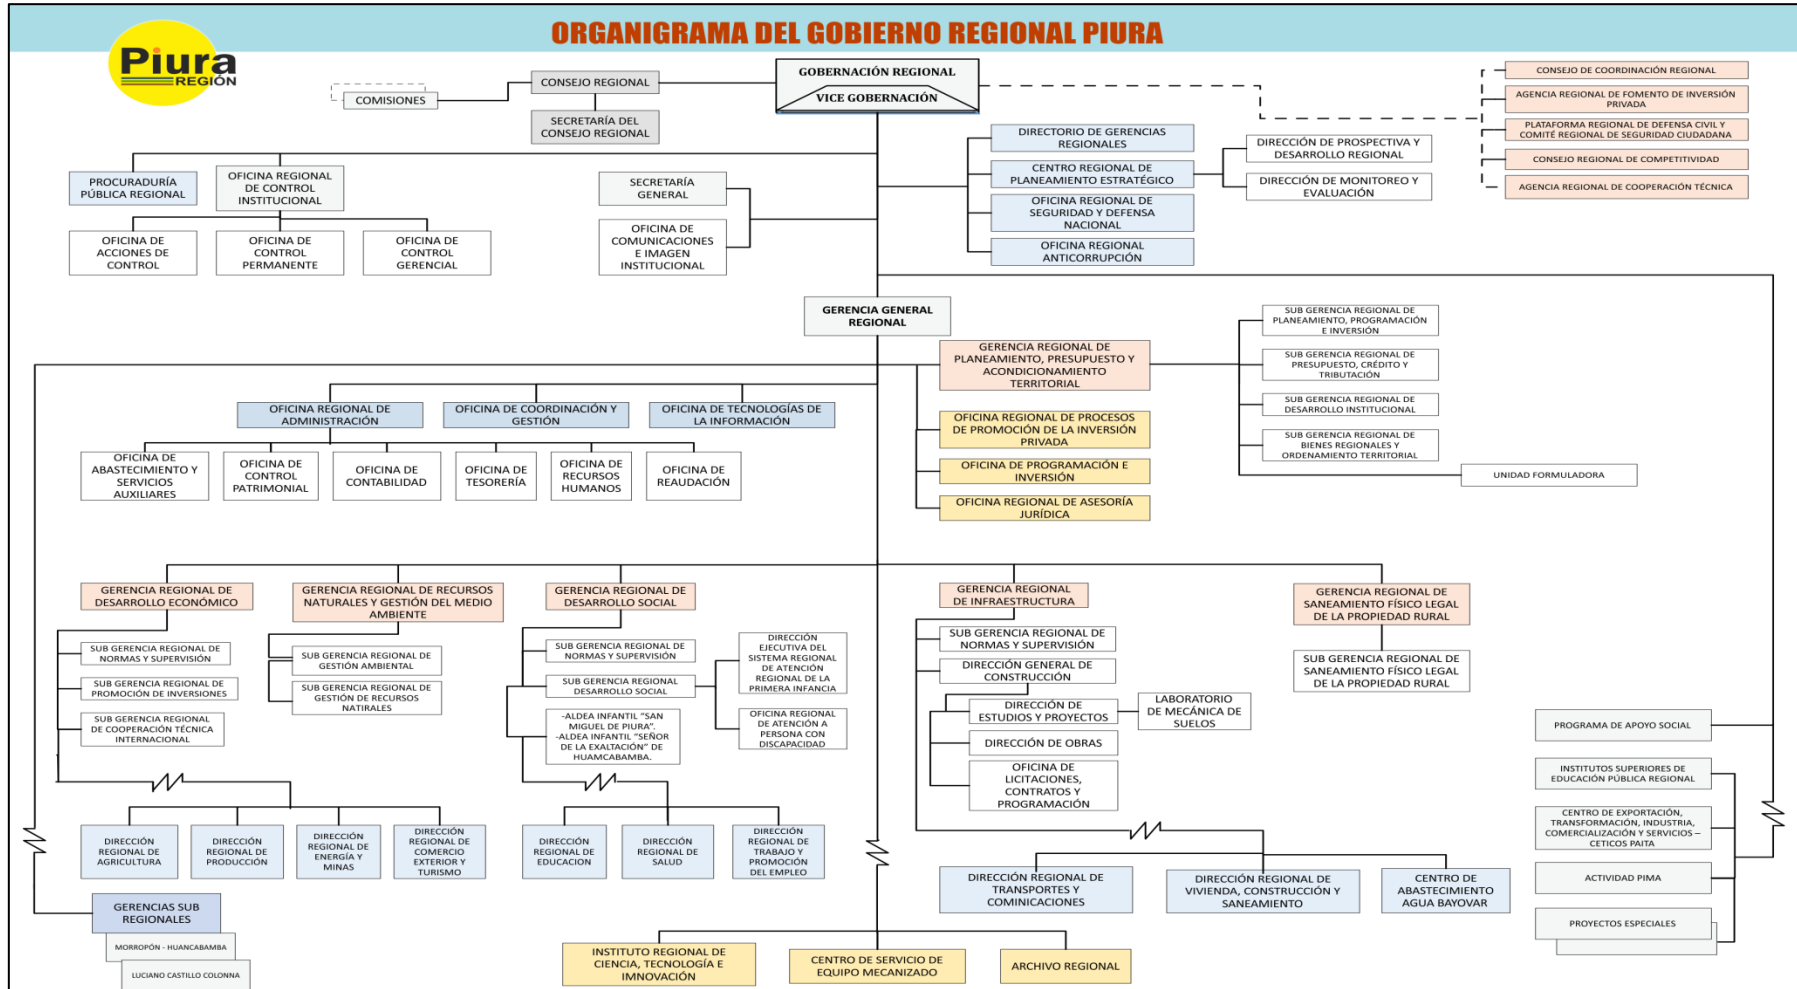 ORGANIGRAMA DEL GOBIERNO REGIONAL PIURA
Piura
REGIÓN
GOBERNACIÓN REGIONAL
VICE GOBERNACIÓN
CONSEJO REGIONAL
COMISIONES
SECRETARÍA DEL
CONSEJO REGIONAL
CONSEJO DE COORDINACIÓN REGIONAL
AGENCIA REGIONAL DE FOMENTO DE INVERSIÓN
PRIVADA
PLATAFORMA REGIONAL DE DEFENSA CIVIL Y
COMITÉ REGIONAL DE SEGURIDAD CIUDADANA
CONSEJO REGIONAL DE COMPETITIVIDAD
AGENCIA REGIONAL DE COOPERACIÓN TÉCNICA
DIRECTORIO DE GERENCIAS
REGIONALES
CENTRO REGIONAL DE
PLANEAMIENTO ESTRATÉGICO
OFICINA REGIONAL DE
SEGURIDAD Y DEFENSA
NACIONAL
OFICINA REGIONAL
ANTICORRUPCIÓN
DIRECCIÓN DE PROSPECTIVA Y
DESARROLLO REGIONAL
DIRECCIÓN DE MONITOREO Y
EVALUACIÓN
PROCURADURÍA
PÚBLICA REGIONAL
OFICINA REGIONAL
DE CONTROL
INSTITUCIONAL
SECRETARÍA
GENERAL
OFICINA DE
ACCIONES DE
CONTROL
OFICINA DE
CONTROL
PERMANENTE
OFICINA DE
CONTROL
GERENCIAL
OFICINA DE
COMUNICACIONES
E IMAGEN
INSTITUCIONAL
GERENCIA GENERAL
REGIONAL
GERENCIA REGIONAL DE
PLANEAMIENTO, PRESUPUESTO Y
ACONDICIONAMIENTO
TERRITORIAL
SUB GERENCIA REGIONAL DE
PLANEAMIENTO, PROGRAMACIÓN
E INVERSIÓN
SUB GERENCIA REGIONAL DE
PRESUPUESTO, CRÉDITO Y
TRIBUTACIÓN
SUB GERENCIA REGIONAL DE
DESARROLLO INSTITUCIONAL
SUB GERENCIA REGIONAL DE
BIENES REGIONALES Y
ORDENAMIENTO TERRITORIAL
UNIDAD FORMULADORA
OFICINA REGIONAL DE
ADMINISTRACIÓN
OFICINA DE COORDINACIÓN Y
GESTIÓN
OFICINA DE TECNOLOGÍAS DE
LA INFORMACIÓN
OFICINA REGIONAL DE PROCESOS
DE PROMOCIÓN DE LA INVERSIÓN
PRIVADA
OFICINA DE PROGRAMACIÓN E
INVERSIÓN
OFICINA REGIONAL DE ASESORÍA
JURÍDICA
OFICINA DE
ABASTECIMIENTO Y
SERVICIOS
AUXILIARES
OFICINA DE
CONTROL
PATRIMONIAL
OFICINA DE
CONTABILIDAD
OFICINA DE
TESORERÍA
OFICINA DE
RECURSOS
HUMANOS
OFICINA DE
REAUDACIÓN
GERENCIA REGIONAL DE
DESARROLLO ECONÓMICO
GERENCIA REGIONAL DE RECURSOS
NATURALES Y GESTIÓN DEL MEDIO
AMBIENTE
GERENCIA REGIONAL DE
DESARROLLO SOCIAL
GERENCIA REGIONAL
DE INFRAESTRUCTURA
GERENCIA REGIONAL DE
SANEAMIENTO FÍSICO LEGAL
DE LA PROPIEDAD RURAL
SUB GERENCIA REGIONAL DE
NORMAS Y SUPERVISIÓN
SUB GERENCIA REGIONAL DE
PROMOCIÓN DE INVERSIONES
SUB GERENCIA REGIONAL
DE COOPERACIÓN TÉCNICA
INTERNACIONAL
SUB GERENCIA REGIONAL DE
GESTIÓN AMBIENTAL
SUB GERENCIA REGIONAL DE
GESTIÓN DE RECURSOS
NATIRALES
SUB GERENCIA REGIONAL DE
NORMAS Y SUPERVISIÓN
SUB GERENCIA REGIONAL
DESARROLLO SOCIAL
-ALDEA INFANTIL "SAN
MIGUEL DE PIURA".
-ALDEA INFANTIL "SEÑOR
DE LA EXALTACIÓN" DE
HUAMCABAMBA.
DIRECCIÓN
EJECUTIVA DEL
SISTEMA REGIONAL
DE ATENCIÓN
REGIONAL DE LA
PRIMERA INFANCIA
OFICINA REGIONAL
DE ATENCIÓN A
PERSONA CON
DISCAPACIDAD
SUB GERENCIA REGIONAL DE
NORMAS Y SUPERVISIÓN
DIRECCIÓN GENERAL DE
CONSTRUCCIÓN
DIRECCIÓN DE
ESTUDIOS Y PROYECTOS
LABORATORIO
DE MECÁNICA DE
SUELOS
DIRECCIÓN DE OBRAS
OFICINA DE
LICITACIONES,
CONTRATOS Y
PROGRAMACIÓN
SUB GERENCIA REGIONAL DE
SANEAMIENTO FÍSICO LEGAL
DE LA PROPIEDAD RURAL
PROGRAMA DE APOYO SOCIAL
INSTITUTOS SUPERIORES DE
EDUCACIÓN PÚBLICA REGIONAL
CENTRO DE EXPORTACIÓN,
TRANSFORMACIÓN, INDUSTRIA,
COMERCIALIZACIÓN Y SERVICIOS –
CETICOS PAITA
ACTIVIDAD PIMA
PROYECTOS ESPECIALES
DIRECCIÓN
REGIONAL DE
AGRICULTURA
DIRECCIÓN
REGIONAL DE
PRODUCCIÓN
DIRECCIÓN
REGIONAL DE
ENERGÍA Y
MINAS
DIRECCIÓN
REGIONAL DE
COMERCIO
EXTERIOR Y
TURISMO
DIRECCIÓN
REGIONAL DE
EDUCACION
DIRECCIÓN
REGIONAL DE
SALUD
DIRECCIÓN
REGIONAL DE
TRABAJO Y
PROMOCIÓN
DEL EMPLEO
DIRECCIÓN REGIONAL DE
TRANSPORTES Y
COMINICACIONES
DIRECCIÓN REGIONAL DE
VIVIENDA, CONSTRUCCIÓN Y
SANEAMIENTO
CENTRO DE
ABASTECIMIENTO
AGUA BAYOVAR
GERENCIAS SUB
REGIONALES
MORROPÓN - HUANCABAMBA
LUCIANO CASTILLO COLONNA
INSTITUTO REGIONAL DE
CIENCIA, TECNOLOGÍA E
IMNOVACIÓN
CENTRO DE SERVICIO DE
EQUIPO MECANIZADO
ARCHIVO REGIONAL